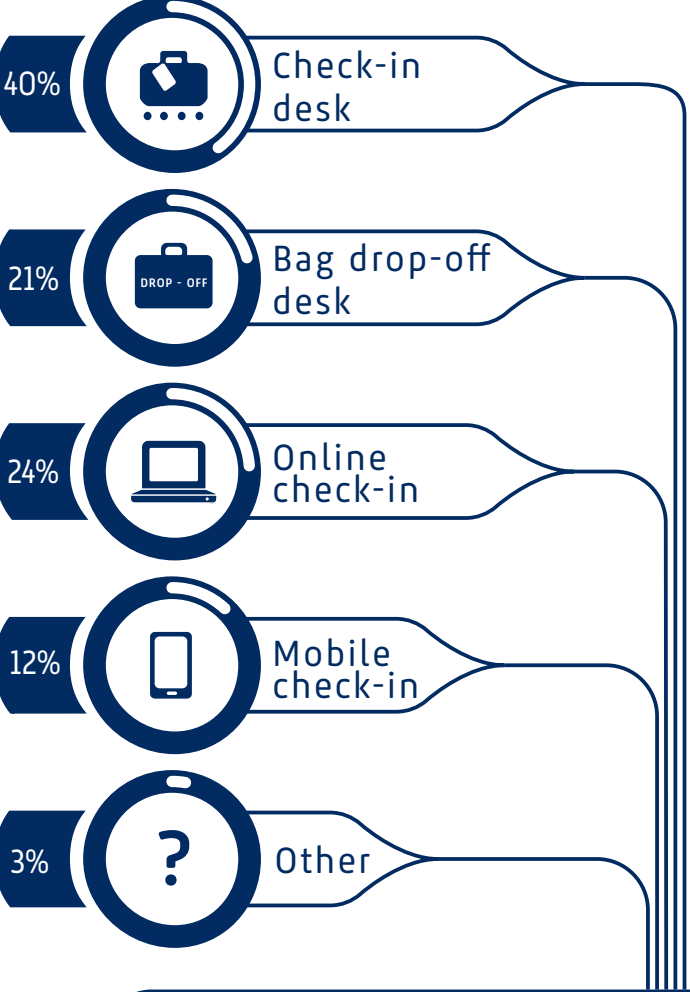 40%
Check-in
desk
21%
DROP - OFF
Bag drop-off
desk
24%
Online
check-in
12%
Mobile
check-in
3%
?
Other